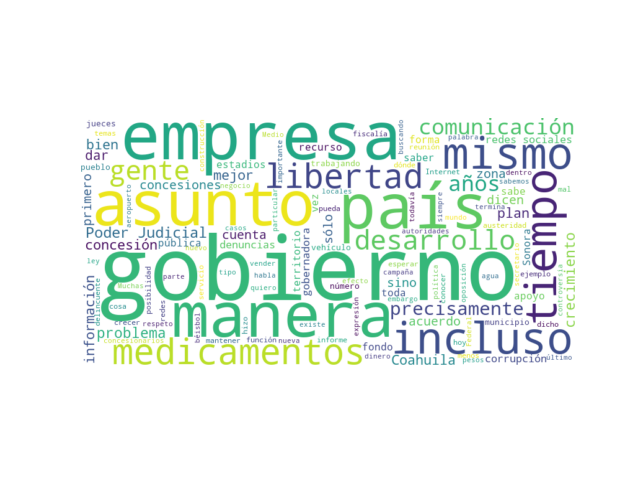 jueces
temas
construcción
empresa
Medio
fiscalía
buscando
comunicación
bien
recurso
importante
forma
palabra
redes sociales
dar
gente
estadios
trabajando
reunión
saber
mismo
pueblo
mejor
libertad
dónde
Internet
zona
dentro
primero
concesiones
negocio
años
sabe
sabemos
mal
tiempo
aeropuerto
asunto
vez
locales
país
siempre
dicen
termina
particular
pueda
todavía
plan
mundo
austeridad
Poder Judicial
cuenta
casos
sólo
autoridades
concesión
pública
denuncias
gobernadora
vehículo
desarrollo
Sonora
territorio
ley
gobierno
vender
efecto
política
agua
crecimiento
información
delincuente
Muchas
posibilidad
parte
tipo
habla
campaña
conocer
oposición
ejemplo
controversia
cosa
servicio
quiero
número
sino
toda
embargo
apoyo
redes
manera
expresión
precisamente
problema
crecer
respeto
béisbol
hizo
existe
acuerdo
federal
municipio
dicho
concesionarios
mantener
función
nueva
informe
fondo
incluso
hoy
medicamentos
dinero
Coahuila
pesos
corrupción
último